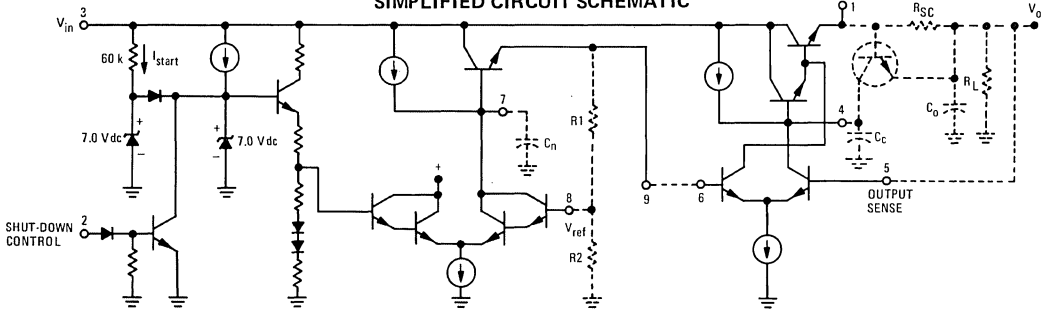 SIMPLIFIED CIRCUIT SCHEMATIC
Vin
3
60 k
Istart
7.0 Vdc
+
−
+
−
7.0 Vdc
SHUT-DOWN
CONTROL
2
+
7
Cn
8
Vref
R1
R2
9
6
1
4
Cc
5
OUTPUT
SENSE
RSC
Co
RL
Vo